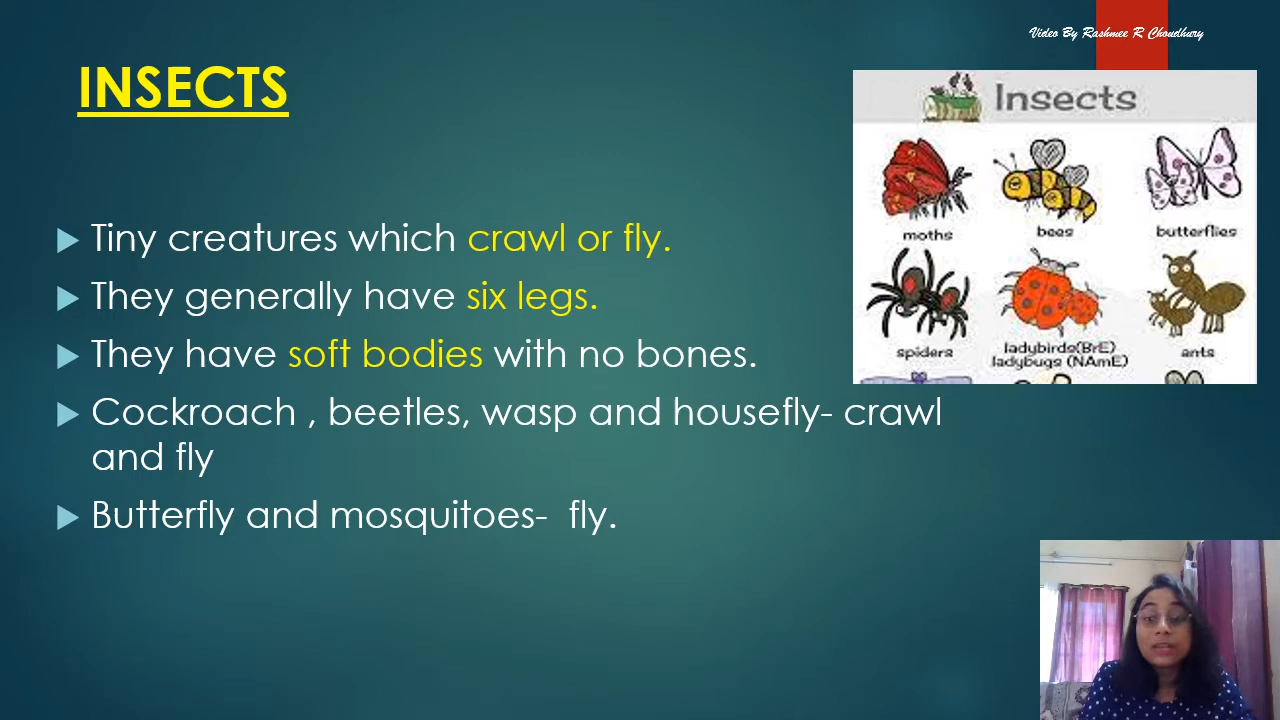 Video By Rashmee R Choudhury
INSECTS
Insects
moths
bees
butterflies
spiders
ladybirds(BrE)
ladybugs (NAmE)
ants
Tiny creatures which crawl or fly.
They generally have six legs.
They have soft bodies with no bones.
Cockroach , beetles, wasp and housefly- crawl
and fly
Butterfly and mosquitoes-  fly.